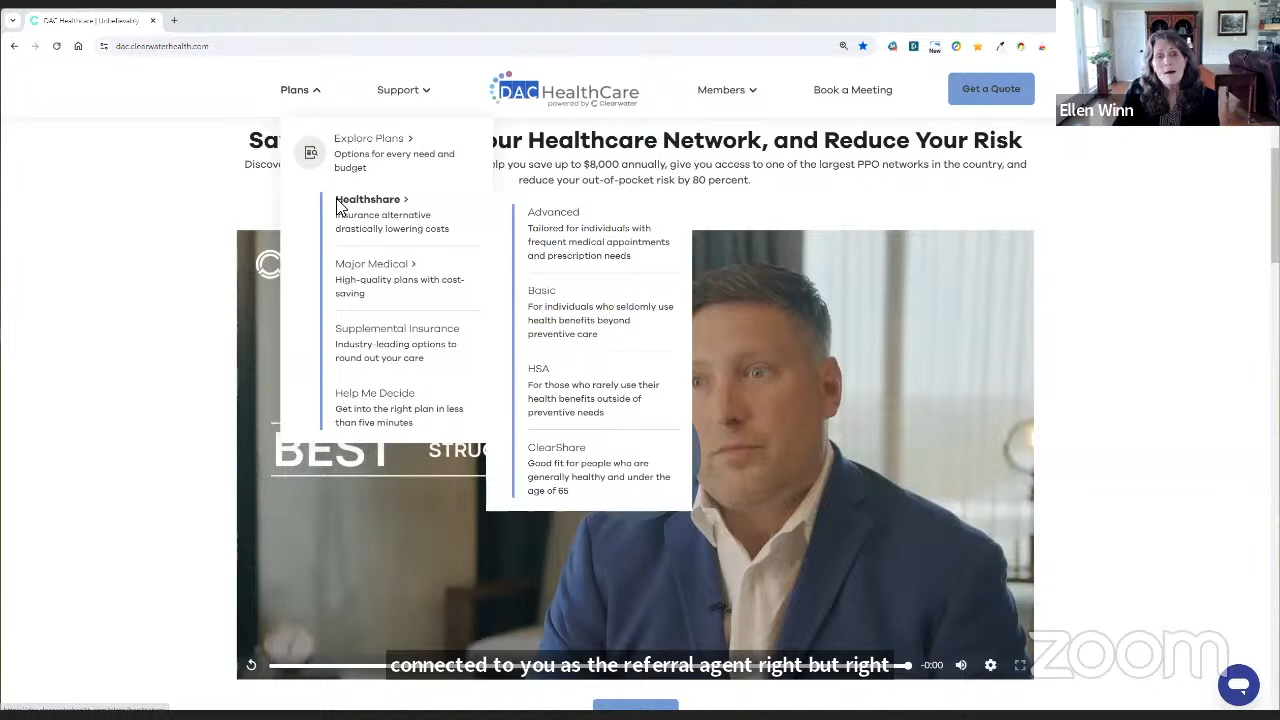 DAC Healthcare | Unbelievably
dac.clearwaterhealth.com
New
Ellen Winn
Plans
Support
DAC HealthCare
powered by Clearwater
Members
Book a Meeting
Get a Quote
Sa
our Healthcare Network, and Reduce Your Risk
Discov
elp you save up to $8,000 annually, give you access to one of the largest PPO networks in the country, and
reduce your out-of-pocket risk by 80 percent.
Explore Plans >
Options for every need and
budget
Healthshare >
Insurance alternative
drastically lowering costs
Major Medical >
High-quality plans with cost-
saving
Supplemental Insurance
Industry-leading options to
round out your care
Help Me Decide
Get into the right plan in less
than five minutes
Advanced
Tailored for individuals with
frequent medical appointments
and prescription needs
Basic
For individuals who seldomly use
health benefits beyond
preventive care
HSA
For those who rarely use their
health benefits outside of
preventive needs
ClearShare
Good fit for people who are
generally healthy and under the
age of 65
BEST
STRUC
connected to you as the referral agent right but right
-0:00
zoom